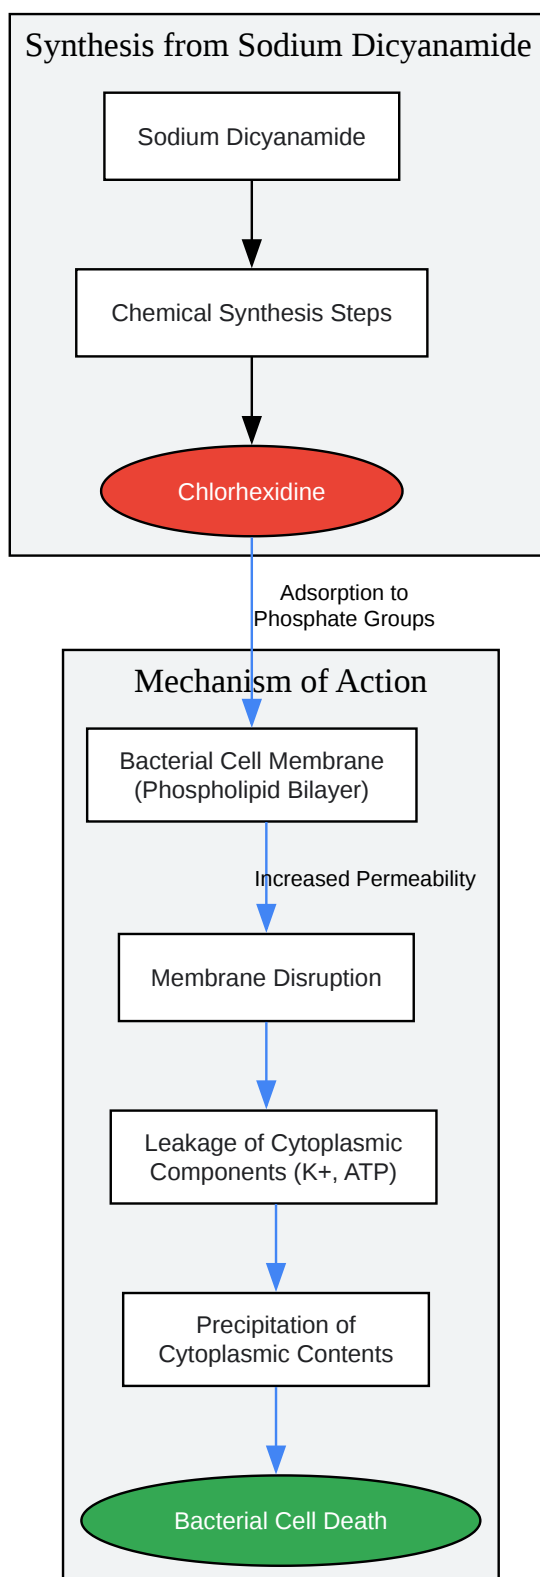 Synthesis from Sodium Dicyanamide
Sodium Dicyanamide
Chemical Synthesis Steps
Chlorhexidine
Adsorption to
Phosphate Groups
Mechanism of Action
Bacterial Cell Membrane
(Phospholipid Bilayer)
Increased Permeability
Membrane Disruption
Leakage of Cytoplasmic
Components (K+, ATP)
Precipitation of
Cytoplasmic Contents
Bacterial Cell Death